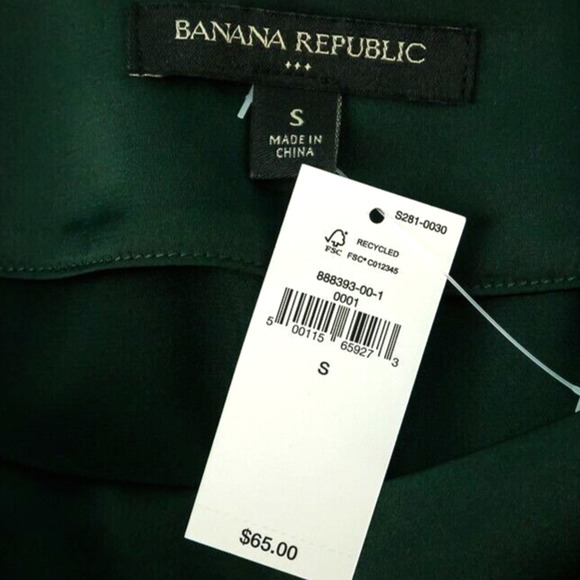 BANANA REPUBLIC
S
MADE IN
CHINA
S281-0030
RECYCLED
FSC
FSC® C012345
888393-00-1
0001
5 00115 65927 3
S
$65.00